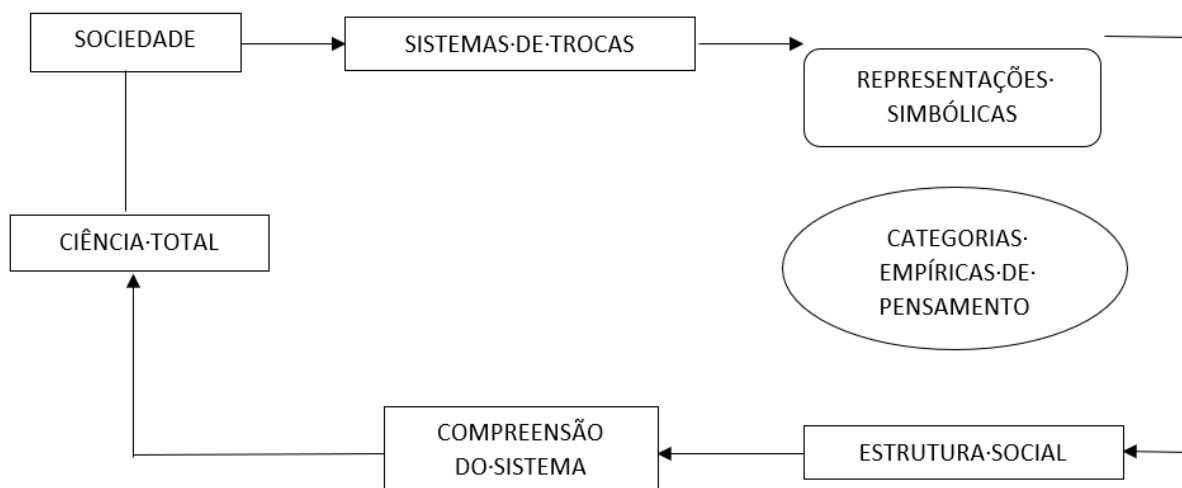 SOCIEDADE
SISTEMAS·DE·TROCAS
REPRESENTAÇÕES·
SIMBÓLICAS
CIÊNCIA·TOTAL
CATEGORIAS·
EMPÍRICAS·DE·
PENSAMENTO
COMPREENSÃO
DO·SISTEMA
ESTRUTURA·SOCIAL